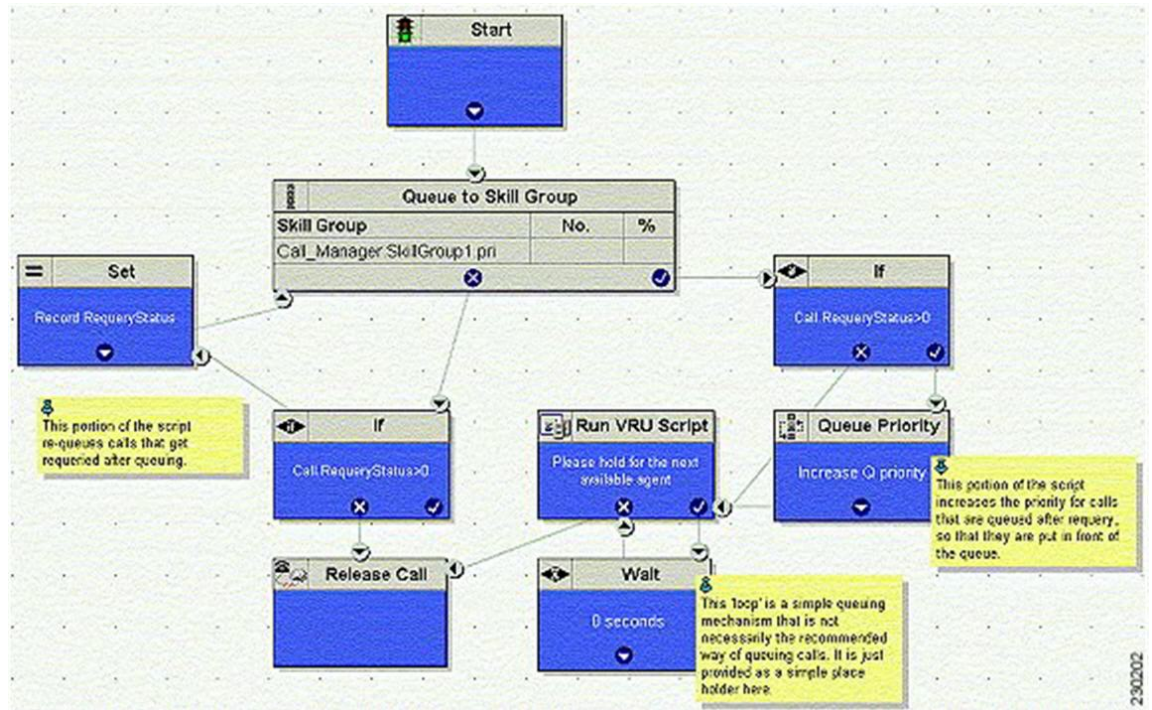 Start
Queue to Skill Group
Skill Group No. %
Call_Manager.SkillGroup1.pri
Set
Record.RequeryStatus
If
Call.RequeryStatus>0
This portion of the script
re-queues calls that get
requeried after queuing.
If
Call.RequeryStatus>0
Run VRU Script
Please hold for the next
available agent
Queue Priority
Increase Q priority
This portion of the script
increases the priority for calls
that are queued after requery,
so that they are put in front of
the queue.
Release Call
Wait
0 seconds
This 'loop' is a simple queuing
mechanism that is not
necessarily the recommended
way of queuing calls. It is just
provided as a simple place
holder here.
230202